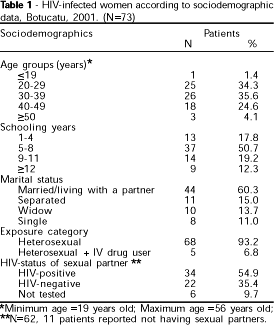 Table 1 - HIV-infected women according to sociodemographic
data, Botucatu, 2001. (N=73)
Sociodemographics Patients
N %
Age groups (years)*
≤19 1 1.4
20-29 25 34.3
30-39 26 35.6
40-49 18 24.6
≥50 3 4.1
Schooling years
1-4 13 17.8
5-8 37 50.7
9-11 14 19.2
≥12 9 12.3
Marital status
Married/living with a partner 44 60.3
Separated 11 15.0
Widow 10 13.7
Single 8 11.0
Exposure category
Heterosexual 68 93.2
Heterosexual + IV drug user 5 6.8
HIV-status of sexual partner **
HIV-positive 34 54.9
HIV-negative 22 35.4
Not tested 6 9.7
*Minimum age =19 years old; Maximum age =56 years old;
**N=62, 11 patients reported not having sexual partners.